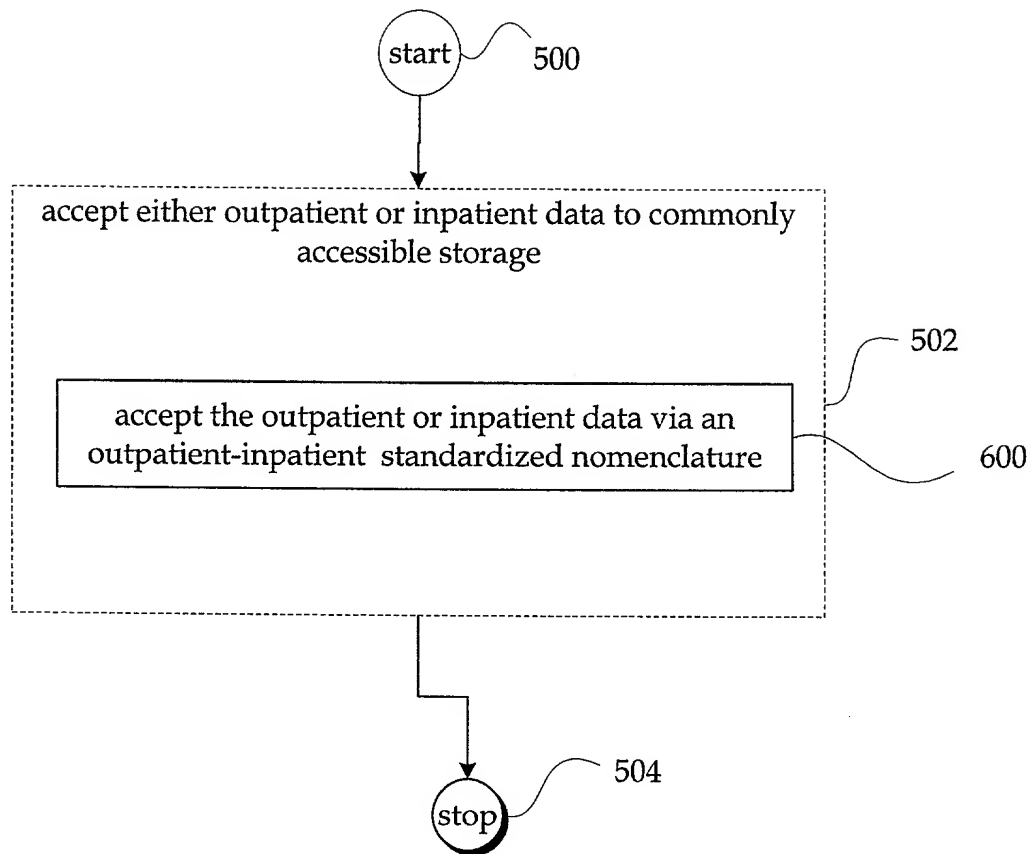 start
500
accept either outpatient or inpatient data to commonly
accessible storage
502
accept the outpatient or inpatient data via an
outpatient-inpatient standardized nomenclature
600
504
stop